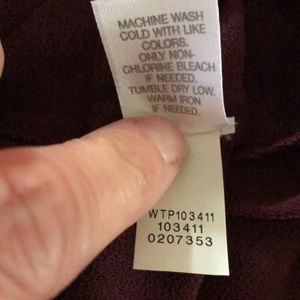 MACHINE WASH
COLD WITH LIKE
COLORS.
ONLY NON-
CHLORINE BLEACH
IF NEEDED.
TUMBLE DRY LOW.
WARM IRON
IF NEEDED.
WTP103411
103411
0207353